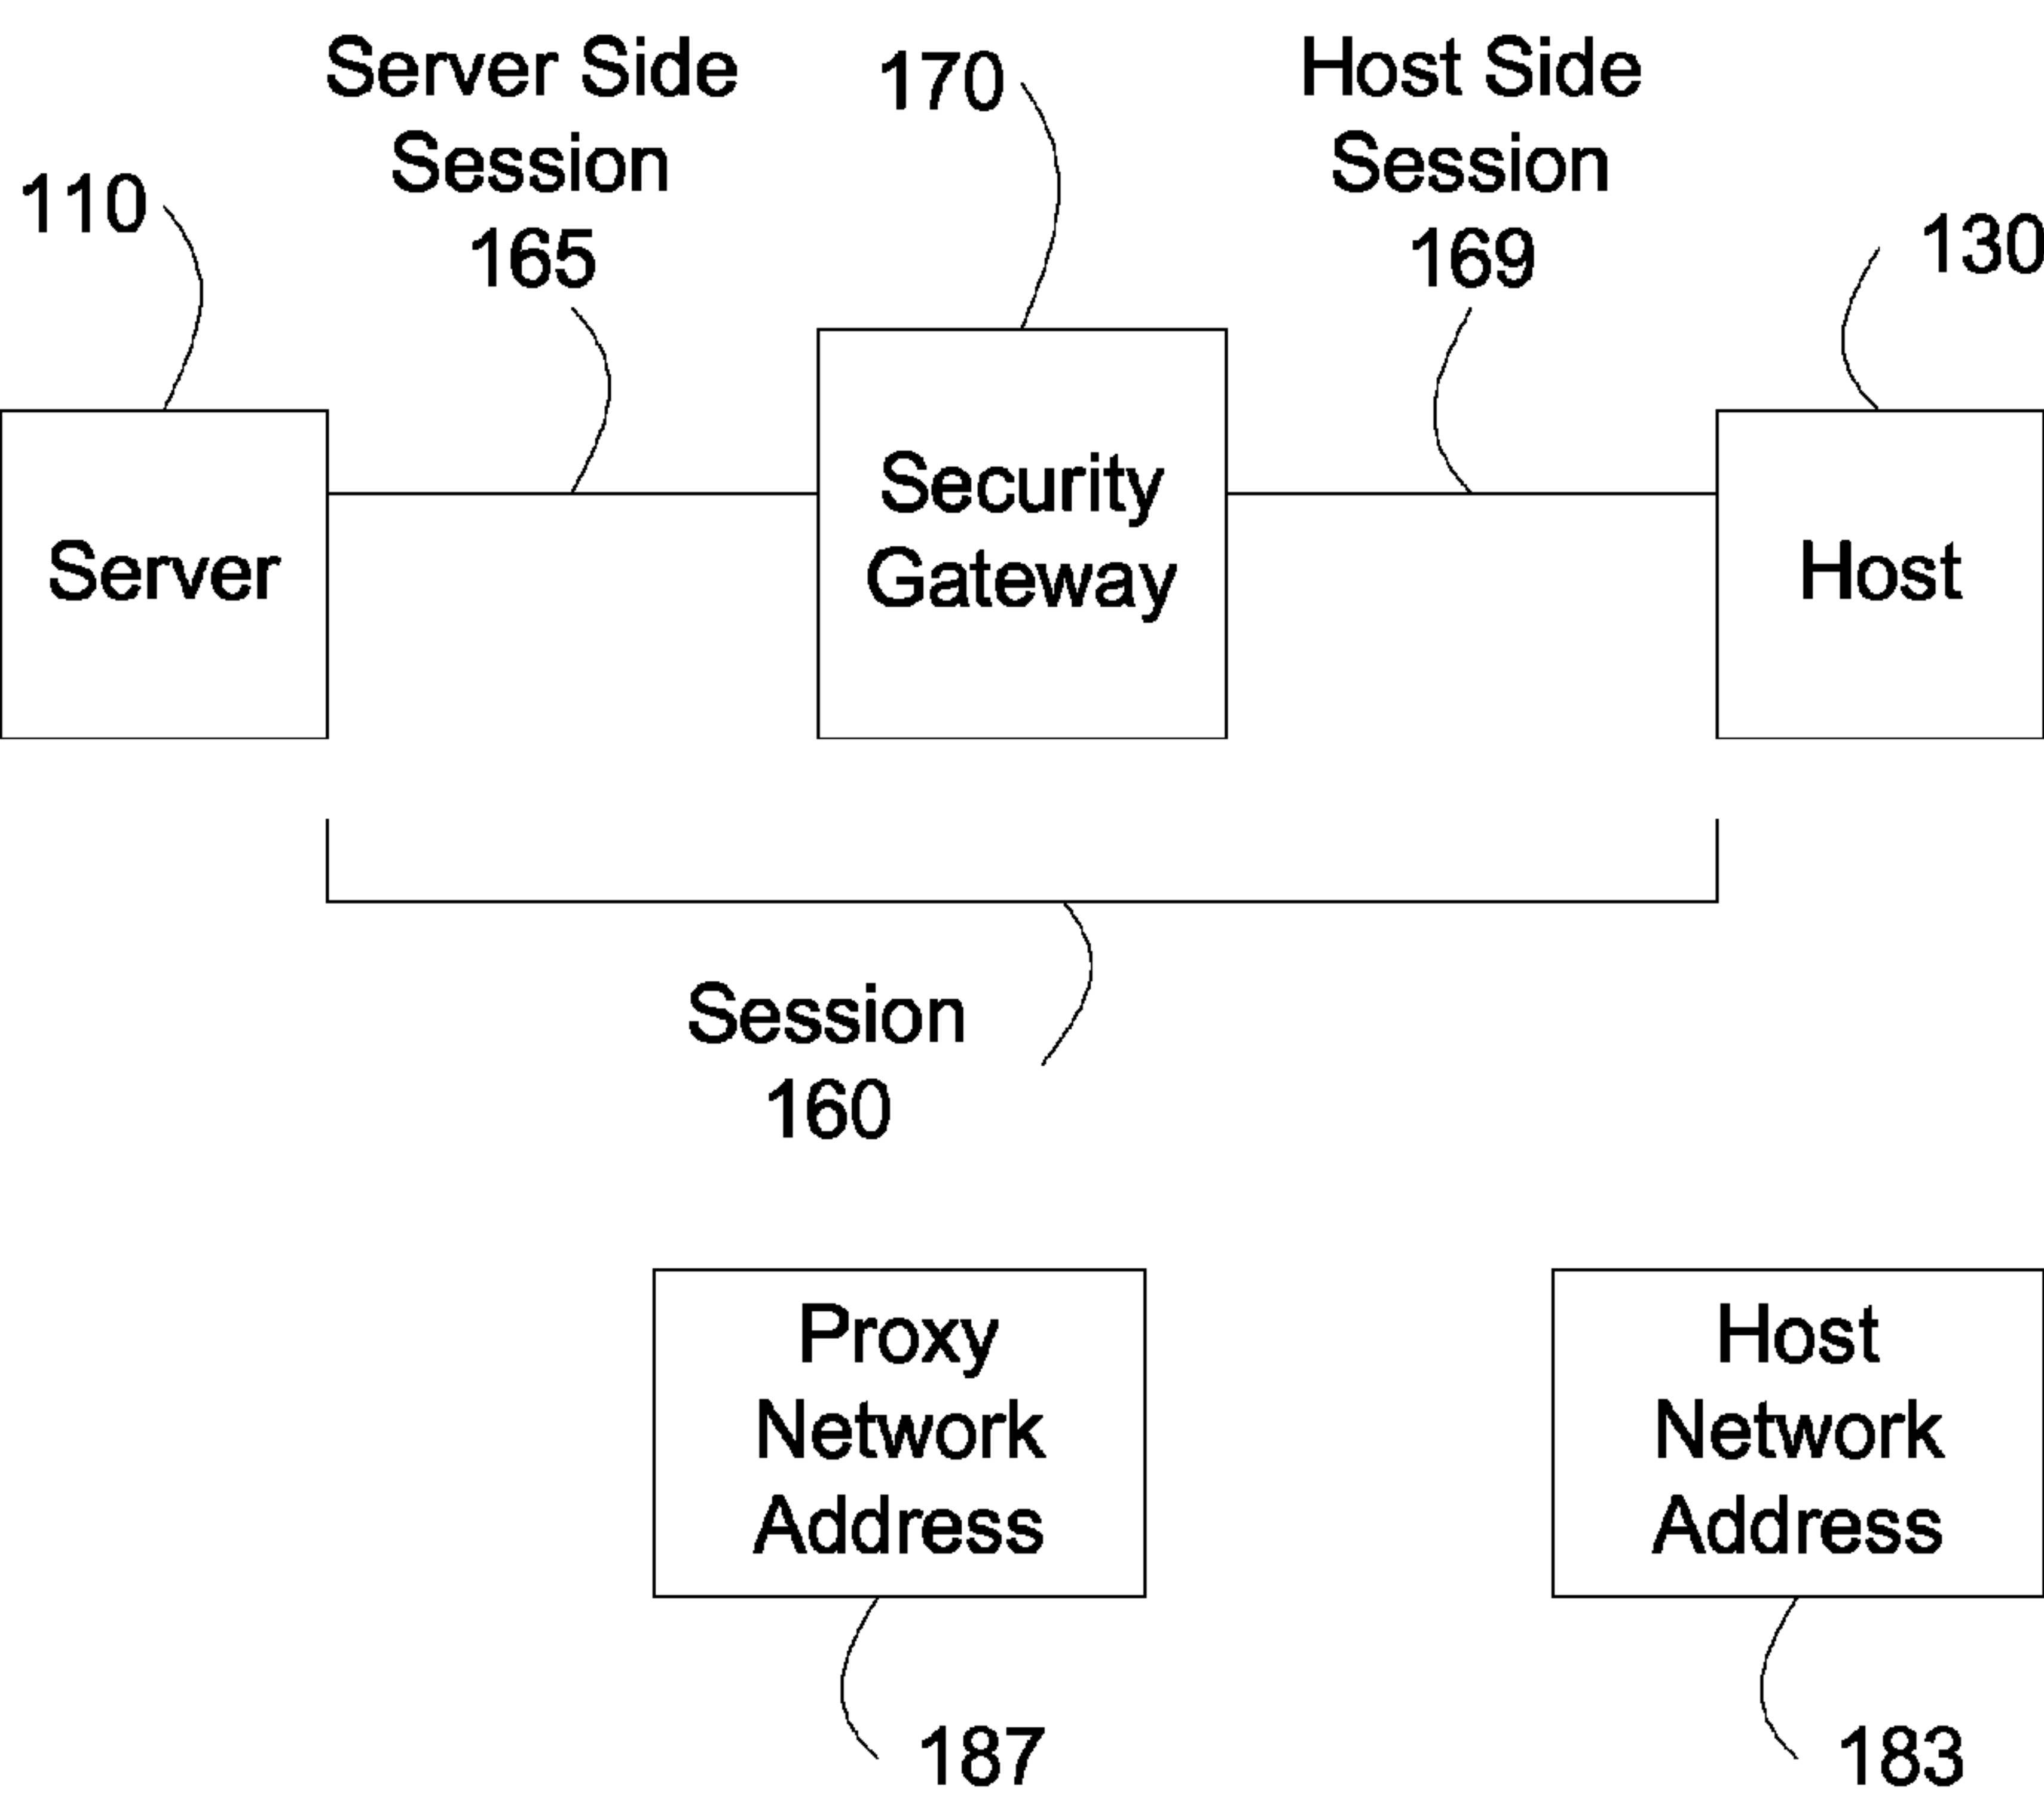 Server Side
Session
165
170
Host Side
Session
169
110
130
Server
Security
Gateway
Host
Session
160
Proxy
Network
Address
Host
Network
Address
187
183